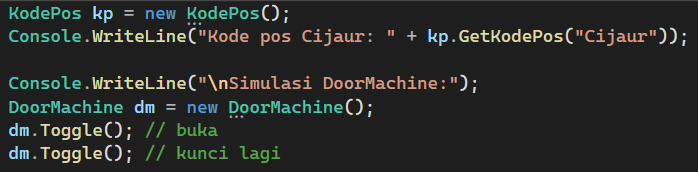 KodePos kp = new KodePos();
Console.WriteLine("Kode pos Cijaur: " + kp.GetKodePos("Cijaur"));
Console.WriteLine("\nSimulasi DoorMachine:");
DoorMachine dm = new DoorMachine();
dm.Toggle(); // buka
dm.Toggle(); // kunci lagi